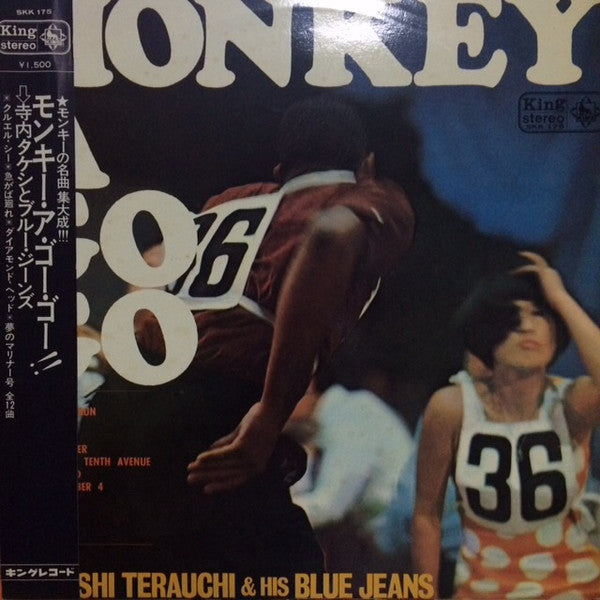 SKK 175
King
stereo
¥1,500
★モンキーの名曲集大成!!!
モンキー・ア・ゴー・ゴー!!
⇨寺内タケシとブルー・ジーンズ
※クルエル・シー※急がば廻れ※ダイアモンド・ヘッド※夢のマリナー号 全12曲
キングレコード
MONKEY
A
GO
GO
King
stereo
SKK 175
36
36
TENTH AVENUE
4
SHI TERAUCHI & HIS BLUE JEANS